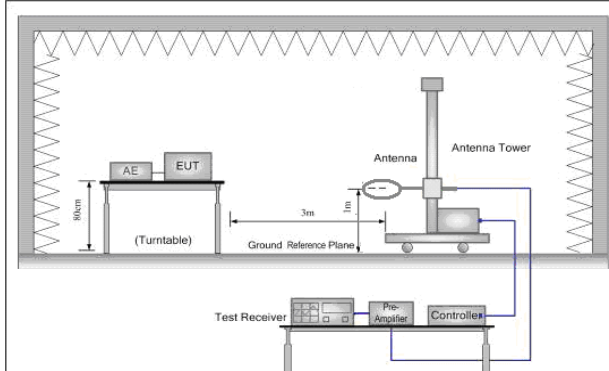 AE
EUT
80cm
(Turntable)
3m
1m
Antenna
Antenna Tower
Ground Reference Plane
Test Receiver
Pre-
Amplifier
Controller